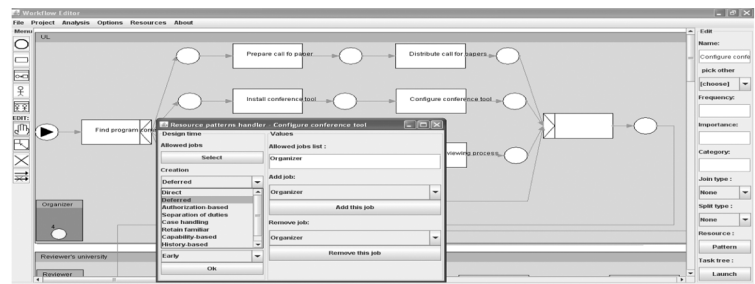 Workflow Editor
File Project Analysis Options Resources About
Menu
EDIT:
UL
Prepare call fo paper
Distribute call for papers
Install conference tool
Configure conference tool
Find program
viewing process
Organizer
4
Reviewer's university
Reviewer
Resource patterns handler - Configure conference tool
Design time
Allowed jobs
Select
Creation
Deferred
Direct
Deferred
Authorization-based
Separation of duties
Case handling
Retain familiar
Capability-based
History-based
Early
Ok
Values
Allowed jobs list :
Organizer
Add job:
Organizer
Add this job
Remove job:
Organizer
Remove this job
Edit
Name:
Configure confe
pick other
[choose]
Frequency:
Importance:
Category:
Join type :
None
Split type :
None
Resource :
Pattern
Task tree :
Launch